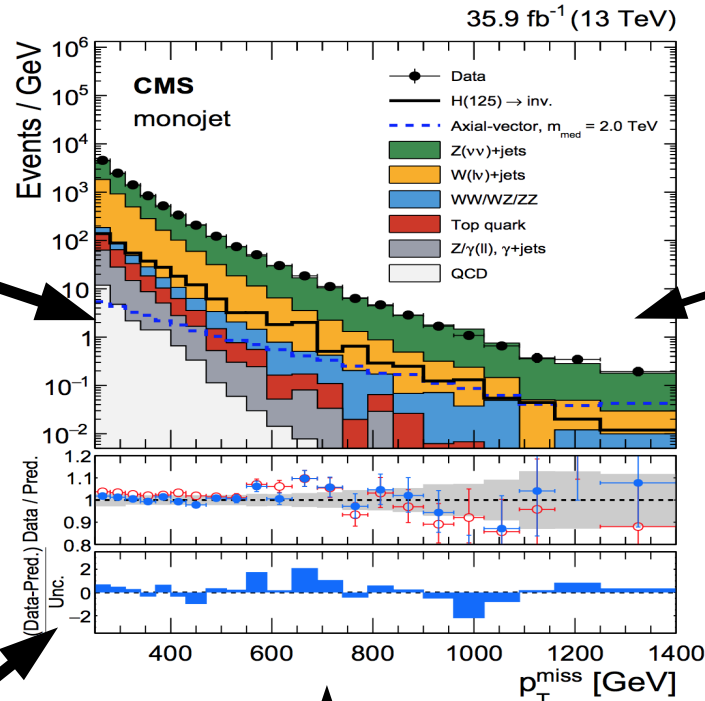 35.9 fb⁻¹ (13 TeV)
Events / GeV
10⁶
10⁵
10⁴
10³
10²
10
1
10⁻¹
10⁻²
CMS
monojet
Data
H(125) → inv.
Axial-vector, m_med = 2.0 TeV
Z(νν)+jets
W(lν)+jets
WW/WZ/ZZ
Top quark
Z/γ(ll), γ+jets
QCD
Data / Pred.
1.2
1.1
1.0
0.9
0.8
(Data-Pred.)
Unc.
2
0
−2
400 600 800 1000 1200 1400
p_T^miss [GeV]